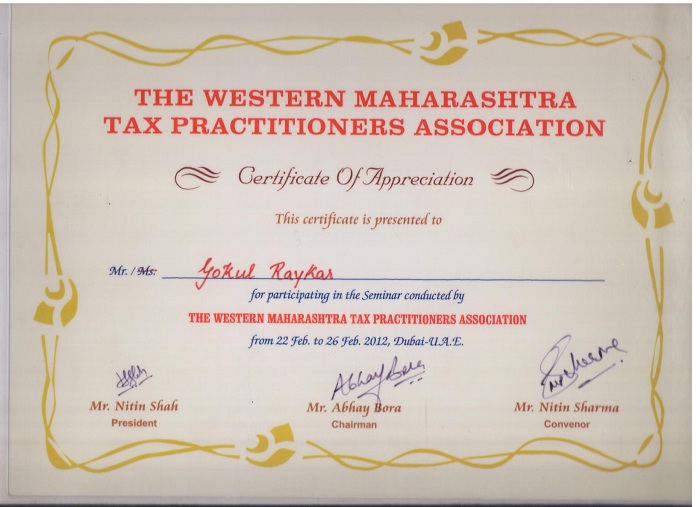 THE WESTERN MAHARASHTRA
TAX PRACTITIONERS ASSOCIATION
Certificate Of Appreciation
This certificate is presented to
Mr. / Ms. Gokul Raykar
for participating in the Seminar conducted by
THE WESTERN MAHARASHTRA TAX PRACTITIONERS ASSOCIATION
from 22 Feb. to 26 Feb. 2012, Dubai-U.A.E.
Abhay Bora
Mr. Nitin Shah
Mr. Abhay Bora
Mr. Nitin Sharma
President
Chairman
Convenor